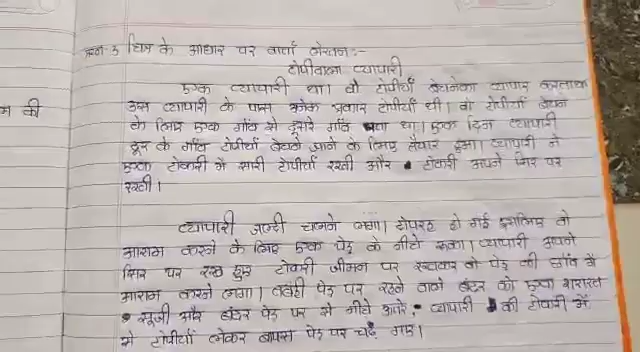 प्रश्न-3 चित्र के आधार पर वार्ता लेखन:-
टोपीवाला व्यापारी
एक व्यापारी था। वो टोपीयाँ बेचनेका व्यापार करताथा
उस व्यापारी के पास अनेक प्रकार टोपीयाँ थी। वो टोपीयाँ बेचने
म की
के लिए एक गाँव से दुसरे गाँव जाता था। एक दिन व्यापारी
दूर के गाँव टोपीयाँ बेचने जाने के लिए तैयार हुआ। व्यापारी ने
एक टोकरी में सारी टोपीयाँ रखी और टोकरी अपने सिर पर
रखी।
व्यापारी जल्दी चलने लगा। दोपहर हो गई इसलिए वो
आराम करने के लिए एक पेड़ के नीचे रूका। व्यापारी अपने
सिर पर रखे हुए टोकरी जीमन पर रखकर वो पेड़ की छाँव में
आराम करने लगा। तबही पेड़ पर रहने वाले बंदर को एक शरारत
सूजी और बंदर पेड़ पर से नीचे आये, व्यापारी की टोकरी में
से टोपीयाँ लेकर वापस पेड़ पर चढ़ गए।